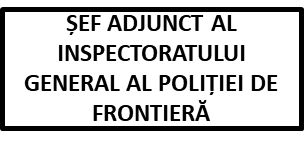 ȘEF ADJUNCT AL
INSPECTORATULUI
GENERAL AL POLIȚIEI DE
FRONTIERĂ